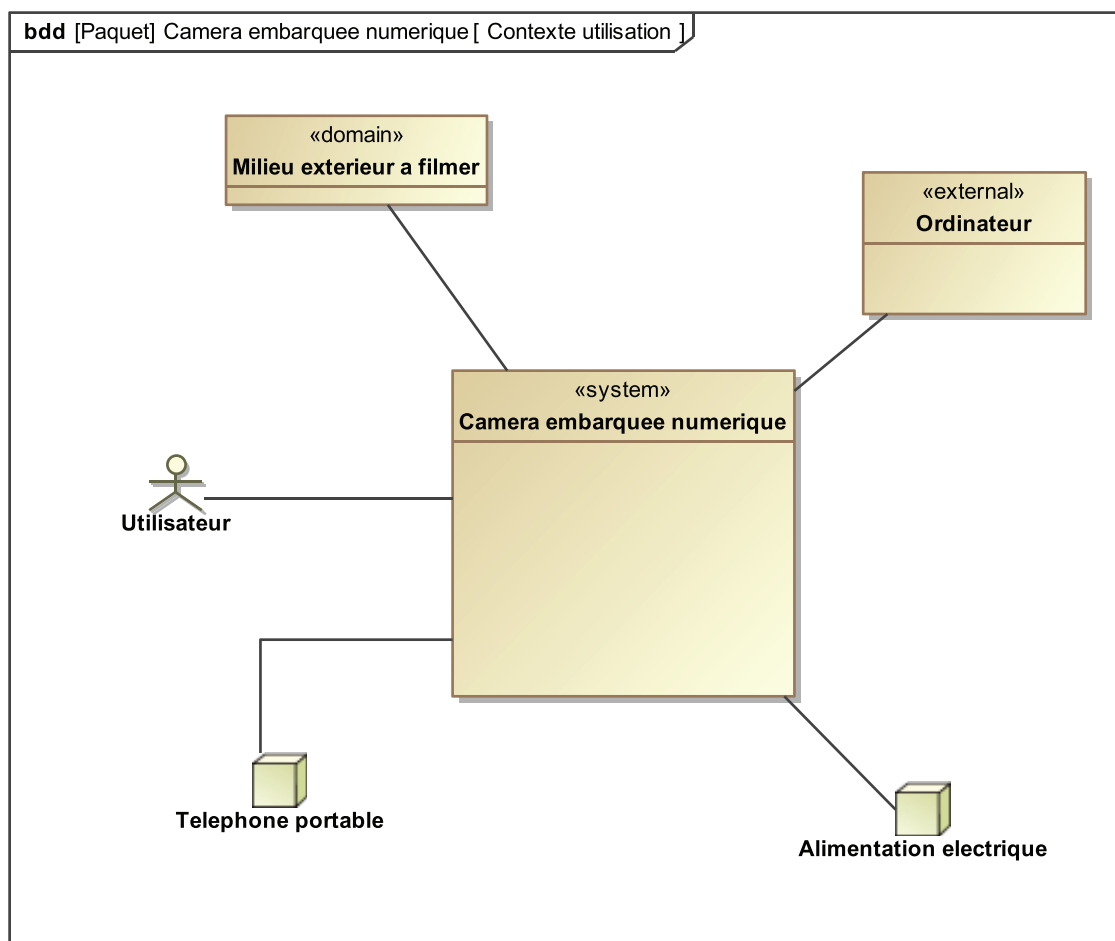 bdd [Paquet] Camera embarquee numerique [ Contexte utilisation ]
«domain»
Milieu exterieur a filmer
«external»
Ordinateur
«system»
Camera embarquee numerique
Utilisateur
Telephone portable
Alimentation electrique